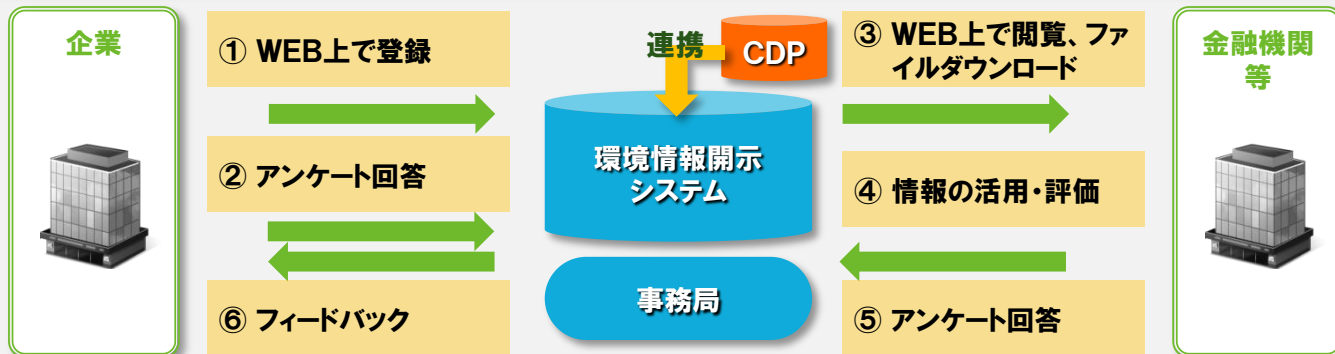 企業
① WEB上で登録
② アンケート回答
⑥ フィードバック
連携
CDP
環境情報開示
システム
事務局
③ WEB上で閲覧、ファ
イルダウンロード
④ 情報の活用・評価
⑤ アンケート回答
金融機関
等